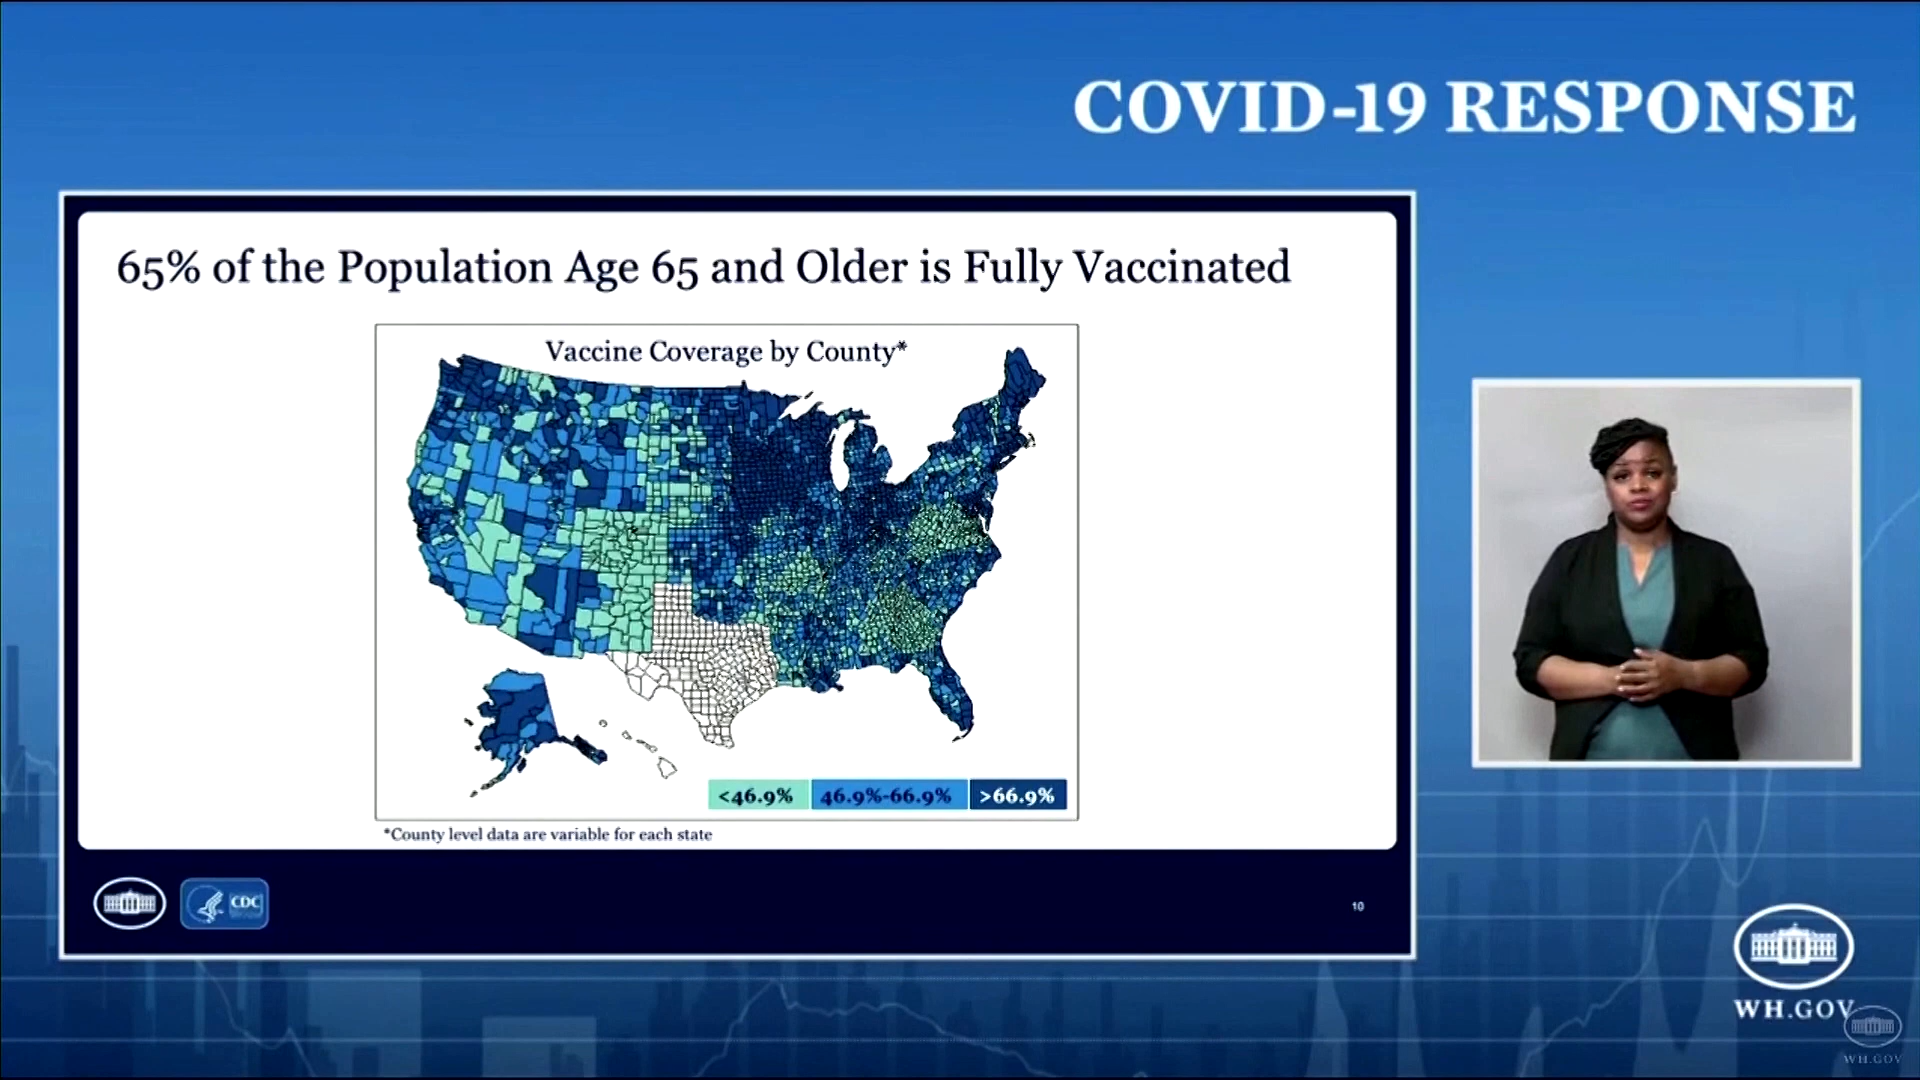 COVID-19 RESPONSE
65% of the Population Age 65 and Older is Fully Vaccinated
Vaccine Coverage by County*
<46.9% 46.9%-66.9% >66.9%
*County level data are variable for each state
CDC
10
WH.GOV
WH.GOV